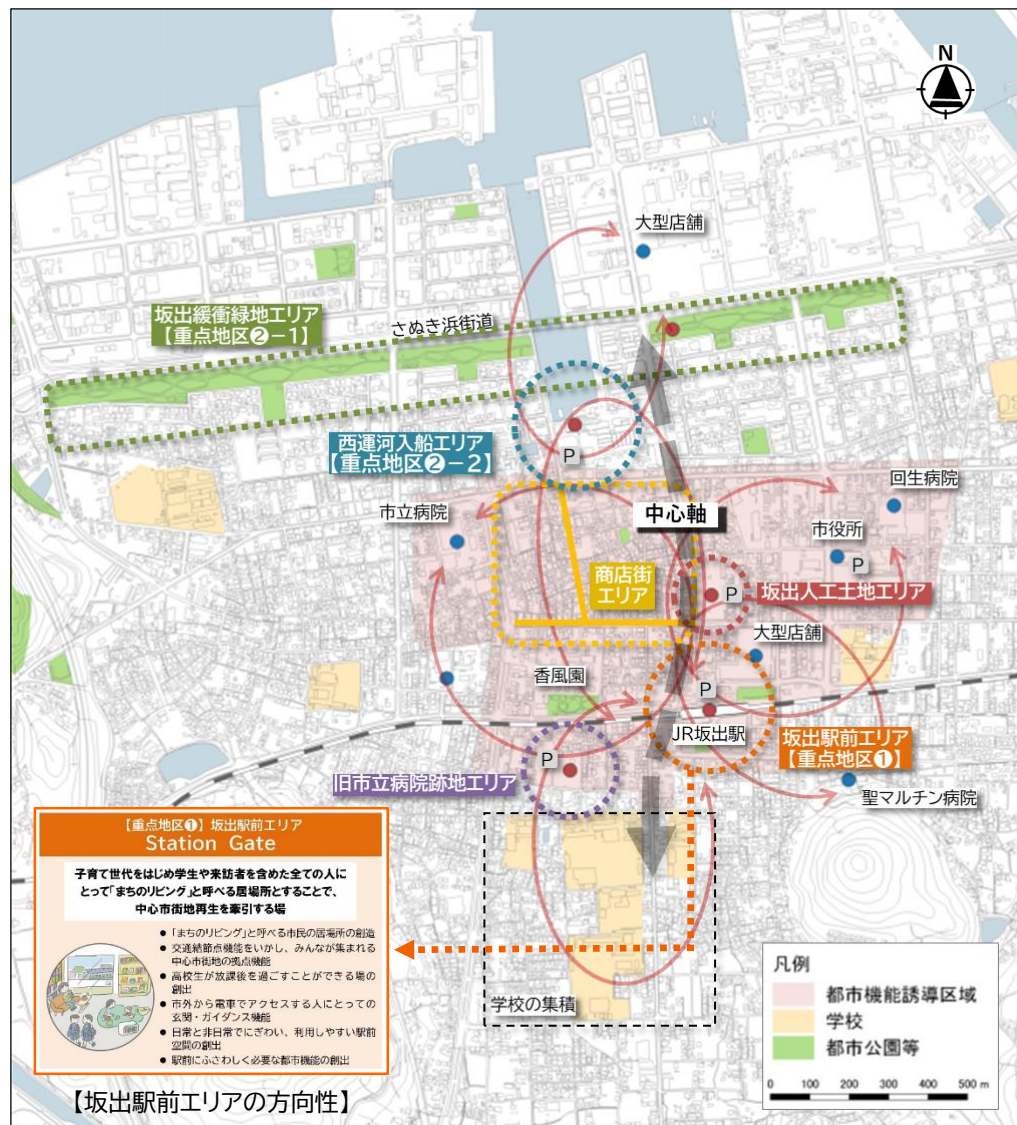 N
大型店舗
坂出緩衝緑地エリア
【重点地区❷－1】
さぬき浜街道
西運河入船エリア
【重点地区❷－2】
P
回生病院
市立病院
中心軸
市役所
P
商店街
エリア
P
坂出人工土地エリア
大型店舗
香風園
P
JR坂出駅
坂出駅前エリア
【重点地区❶】
P
旧市立病院跡地エリア
聖マルチン病院
【重点地区❶】坂出駅前エリア
Station Gate
子育て世代をはじめ学生や来訪者を含めた全ての人に
とって「まちのリビング」と呼べる居場所とすることで、
中心市街地再生を牽引する場
● 「まちのリビング」と呼べる市民の居場所の創造
● 交通結節点機能をいかし、みんなが集まれる
中心市街地の拠点機能
● 高校生が放課後を過ごすことができる場の
創出
● 市外から電車でアクセスする人にとっての
玄関・ガイダンス機能
● 日常と非日常でにぎわい、利用しやすい駅前
空間の創出
● 駅前にふさわしく必要な都市機能の創出
【坂出駅前エリアの方向性】
学校の集積
凡例
都市機能誘導区域
学校
都市公園等
0 100 200 300 400 500 m